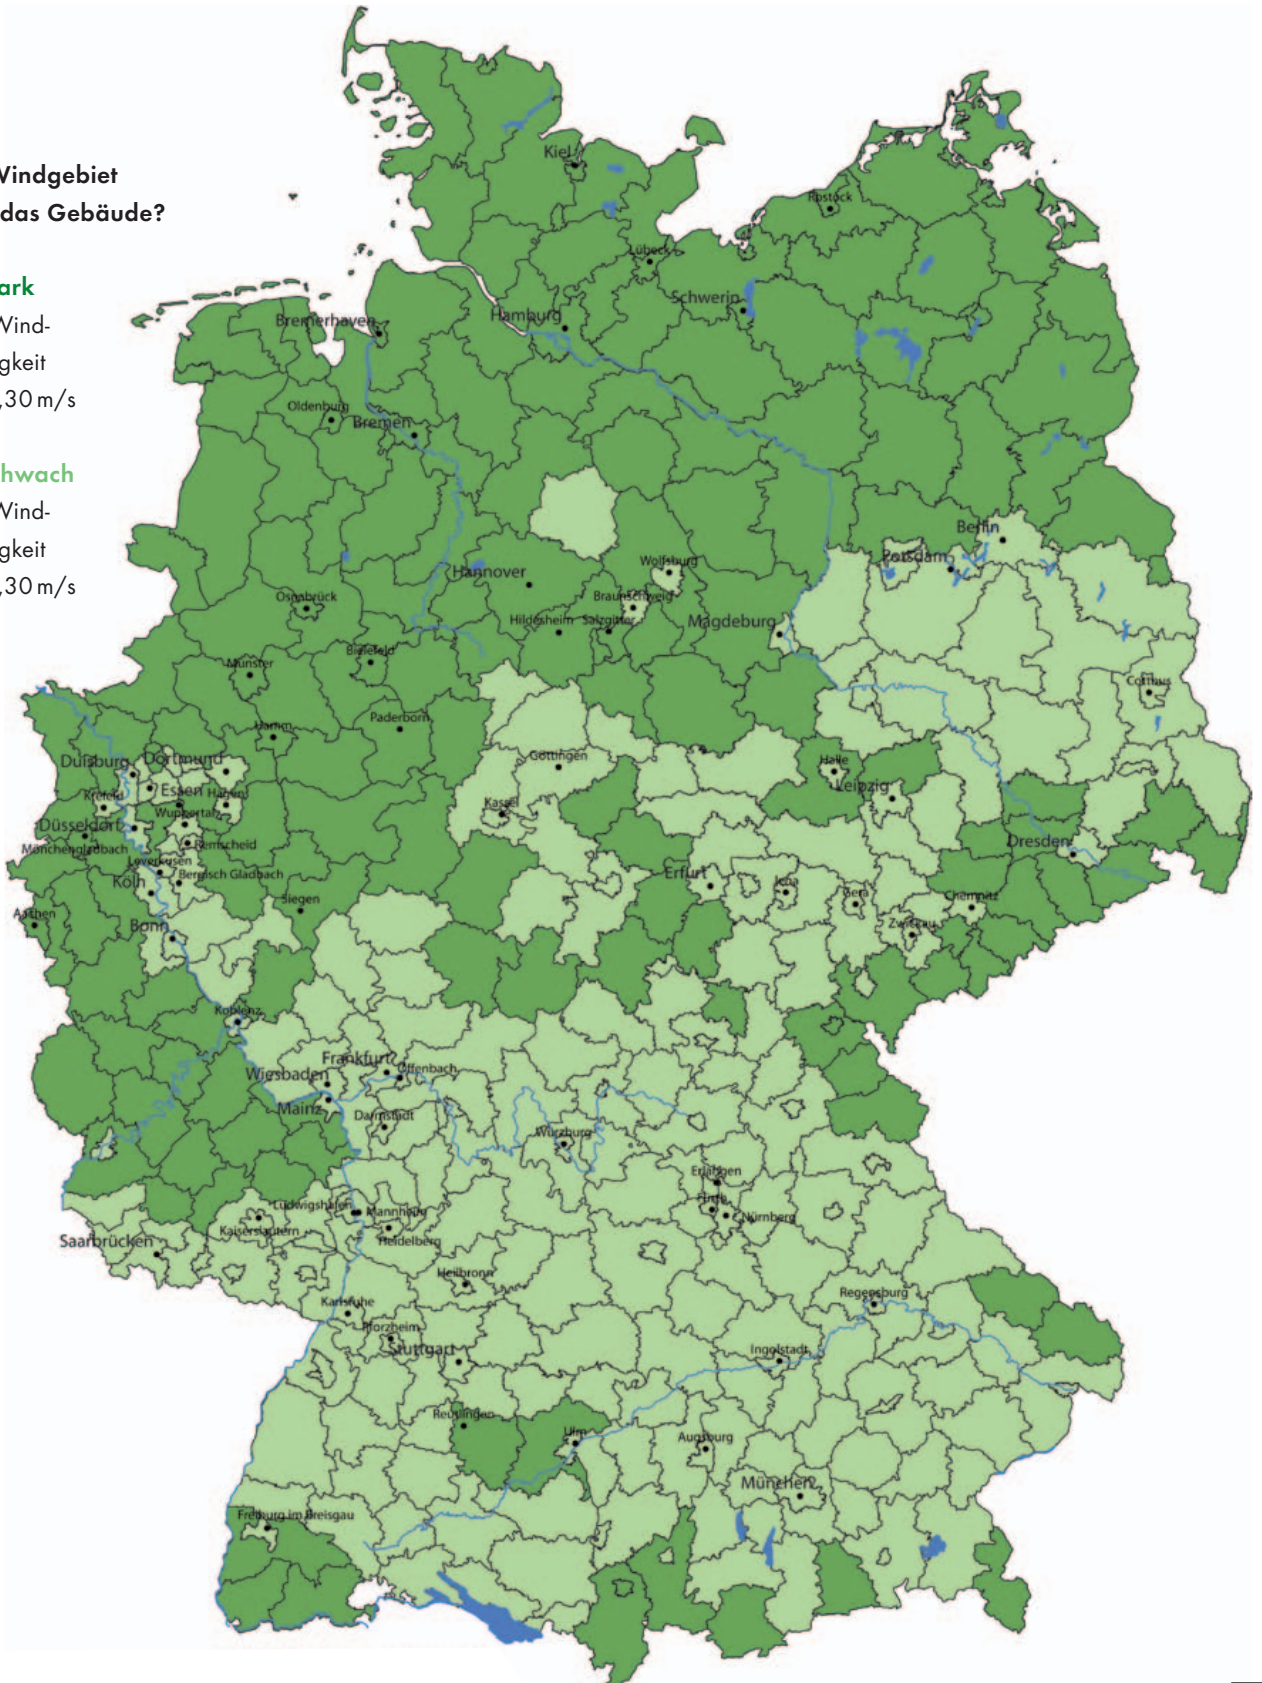 Windgebiet
das Gebäude?
ark
Wind-
igkeit
,30 m/s
hwach
Wind-
igkeit
,30 m/s
Kiel
Rostock
Lübeck
Schwerin
Hamburg
Bremerhaven
Oldenburg
Bremen
Berlin
Potsdam
Wolfsburg
Hannover
Braunschweig
Osnabrück
Hildesheim
Salzgitter
Magdeburg
Bielefeld
Münster
Cottbus
Paderborn
Hamm
Göttingen
Duisburg
Dortmund
Halle
Leipzig
Essen
Hagen
Krefeld
Kassel
Wuppertal
Düsseldorf
Dresden
Remscheid
Mönchengladbach
Leverkusen
Bergisch Gladbach
Erfurt
Köln
Jena
Gera
Chemnitz
Siegen
Aachen
Zwickau
Bonn
Koblenz
Frankfurt
Offenbach
Wiesbaden
Mainz
Darmstadt
Würzburg
Erlangen
Fürth
Ludwigshafen
Mannheim
Nürnberg
Kaiserslautern
Saarbrücken
Heidelberg
Heilbronn
Regensburg
Karlsruhe
Pforzheim
Stuttgart
Ingolstadt
Reutlingen
Ulm
Augsburg
München
Freiburg im Breisgau